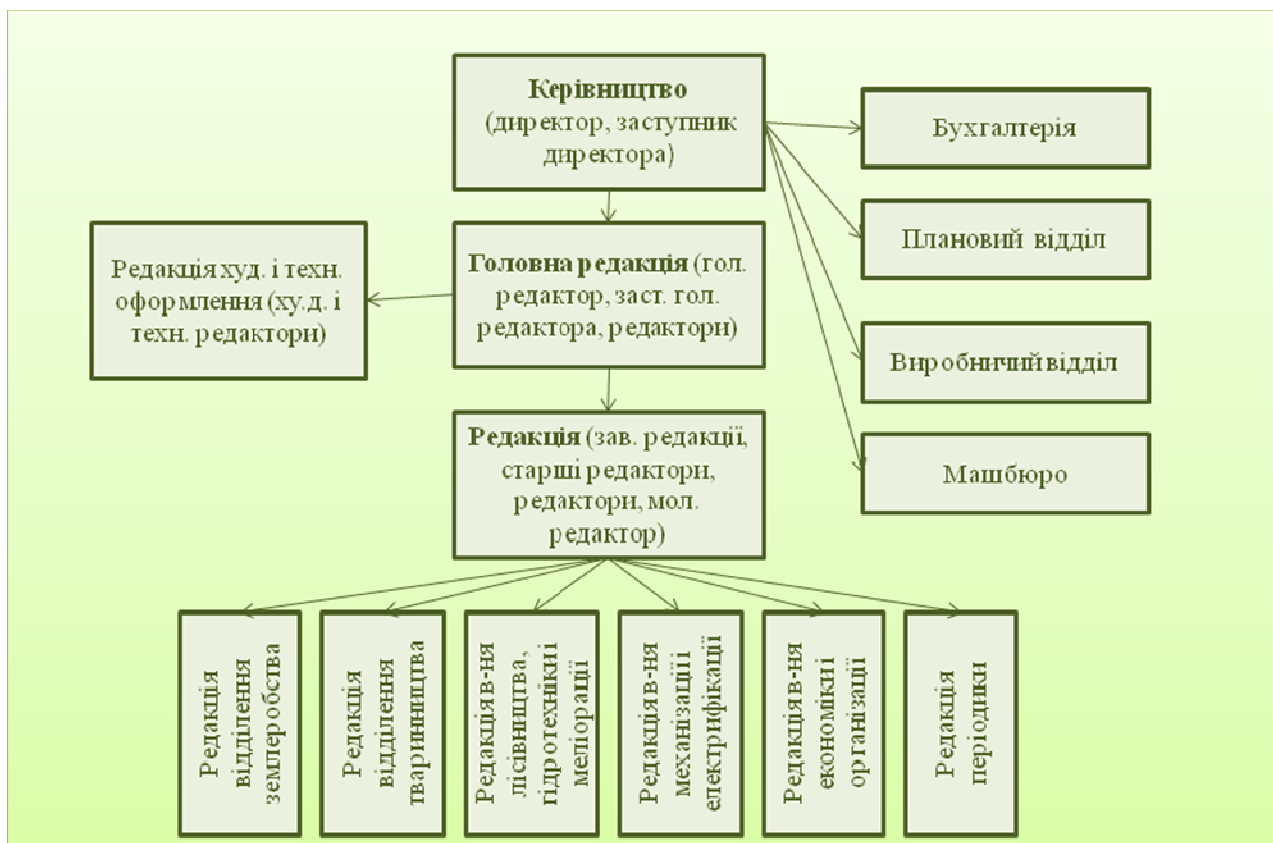 Керівництво
(директор, заступник
директора)
Бухгалтерія
Плановий відділ
Виробничий відділ
Машбюро
Редакція худ. і техн.
оформлення (ху.д. і
техн. редактори)
Головна редакція (гол.
редактор, заст. гол.
редактора, редактори)
Редакція (зав. редакції,
старші редактори,
редактори, мол.
редактор)
Редакція
відділення
землеробства
Редакція
відділення
тваринництва
Редакція в-ня
лісівництва,
гідротехніки і
меліорації
Редакція в-ня
механізації і
електрифікації
Редакція в-ня
економіки і
організації
Редакція
періодики